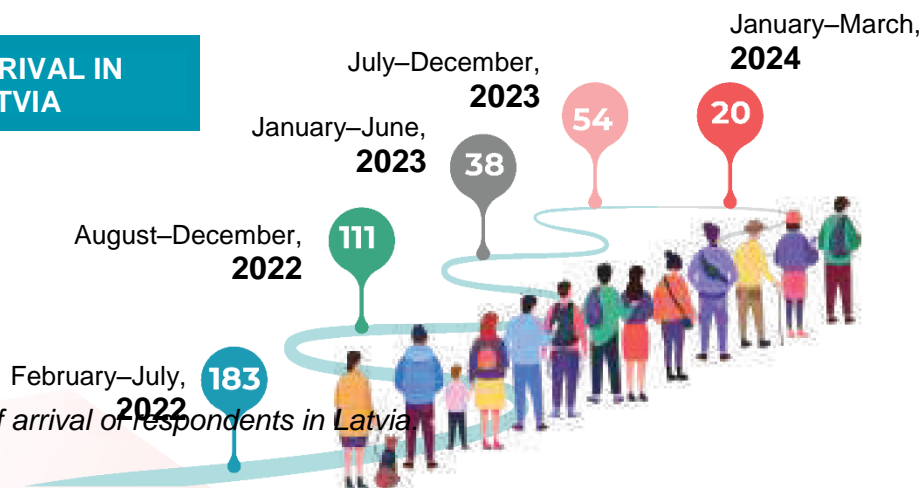 RIVAL IN
TVIA
January–March,
2024
20
July–December,
2023
54
January–June,
2023
38
August–December,
2022
111
February–July,
2022
183
f arrival of respondents in Latvia.